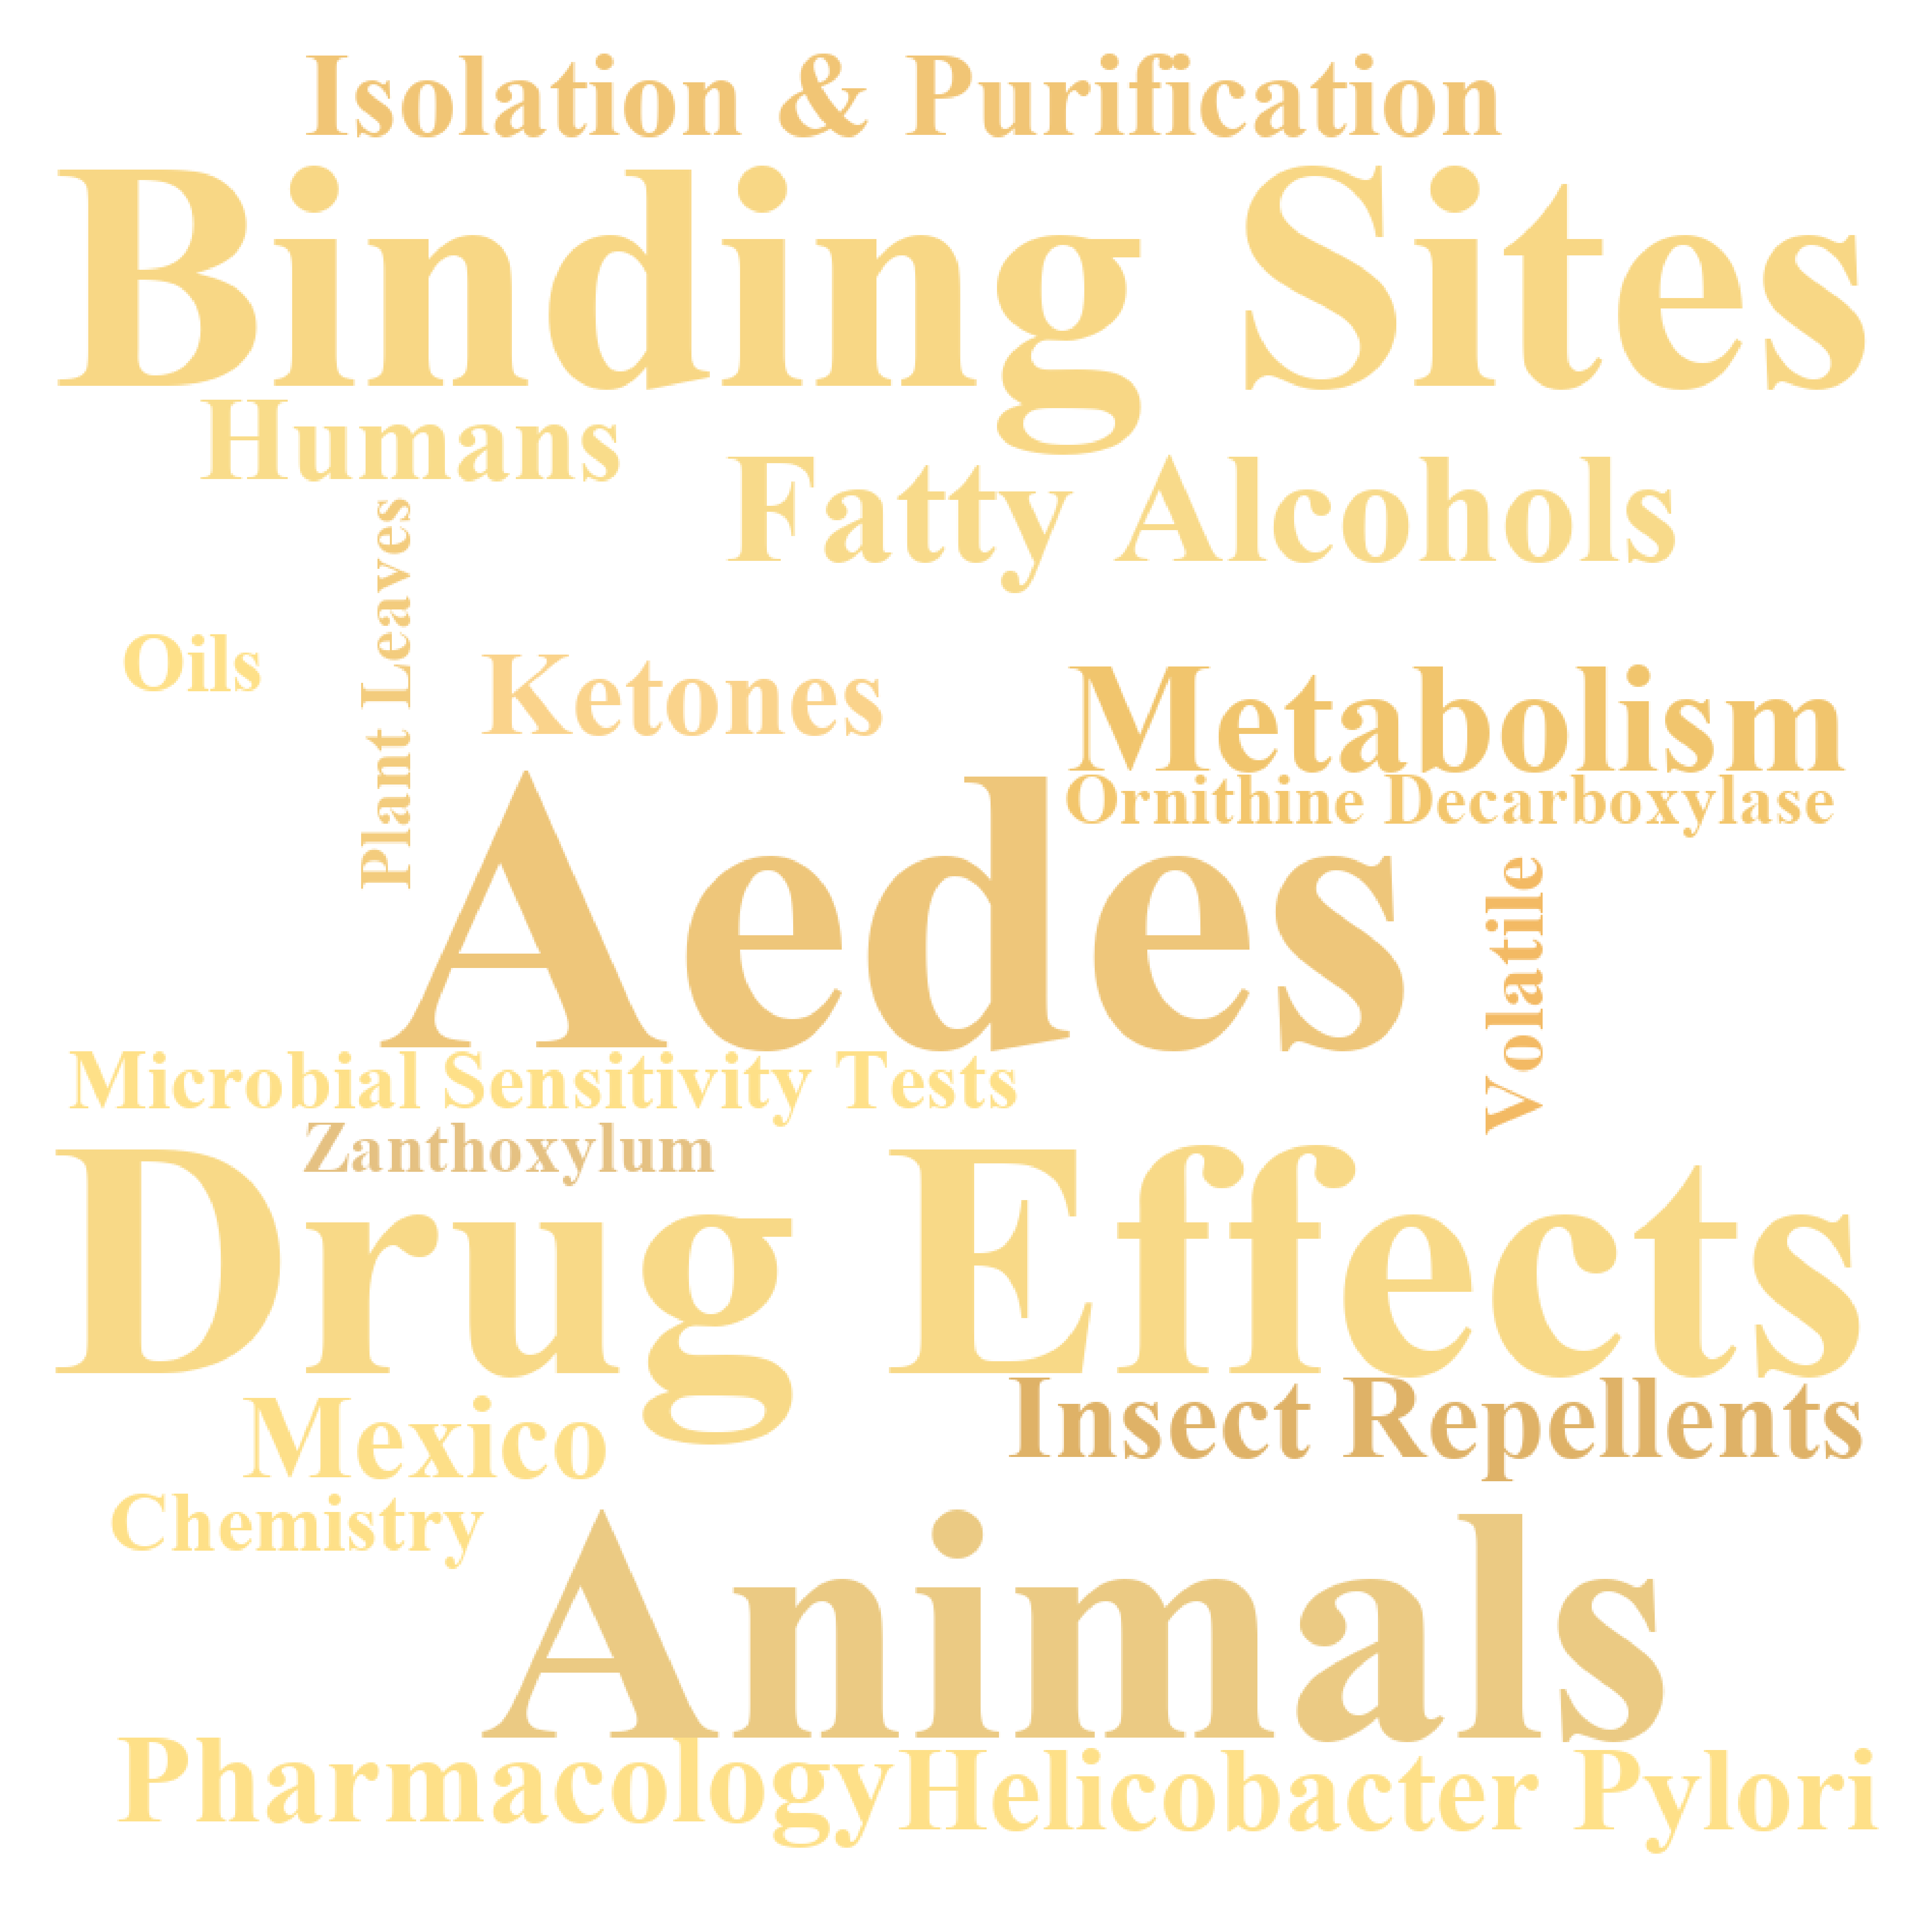 Isolation & Purification
Binding Sites
Humans
Fatty Alcohols
Plant Leaves
Oils
Ketones
Metabolism
Ornithine Decarboxylase
Aedes
Volatile
Microbial Sensitivity Tests
Zanthoxylum
Drug Effects
Mexico
Insect Repellents
Chemistry
Animals
Pharmacology
Helicobacter Pylori